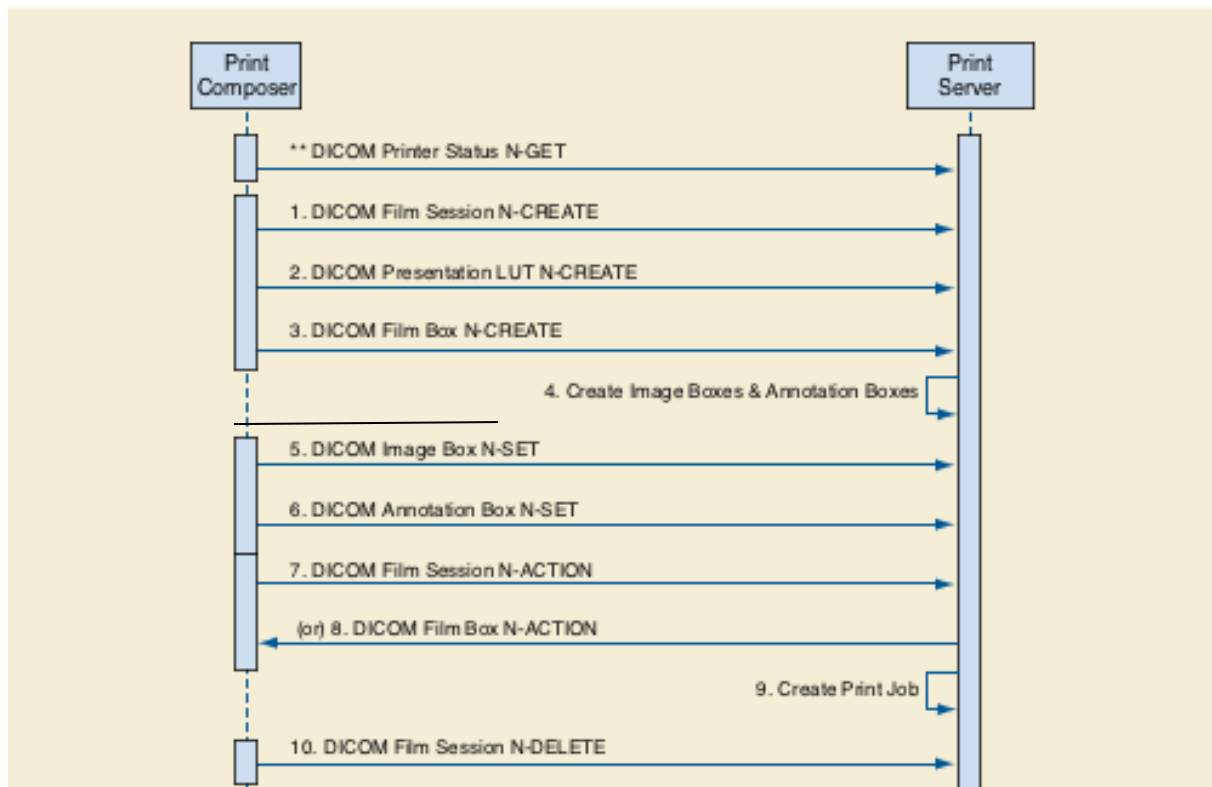 Print
Composer
Print
Server
** DICOM Printer Status N-GET
1. DICOM Film Session N-CREATE
2. DICOM Presentation LUT N-CREATE
3. DICOM Film Box N-CREATE
4. Create Image Boxes & Annotation Boxes
5. DICOM Image Box N-SET
6. DICOM Annotation Box N-SET
7. DICOM Film Session N-ACTION
(or) 8. DICOM Film Box N-ACTION
9. Create Print Job
10. DICOM Film Session N-DELETE